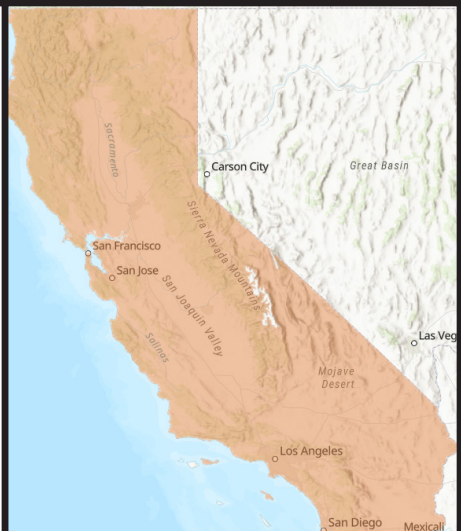 Sacramento
Carson City
Great Basin
Sierra Nevada Mountains
San Francisco
San Jose
San Joaquin Valley
Salinas
Las Veg
Mojave
Desert
Los Angeles
San Diego
Mexicali